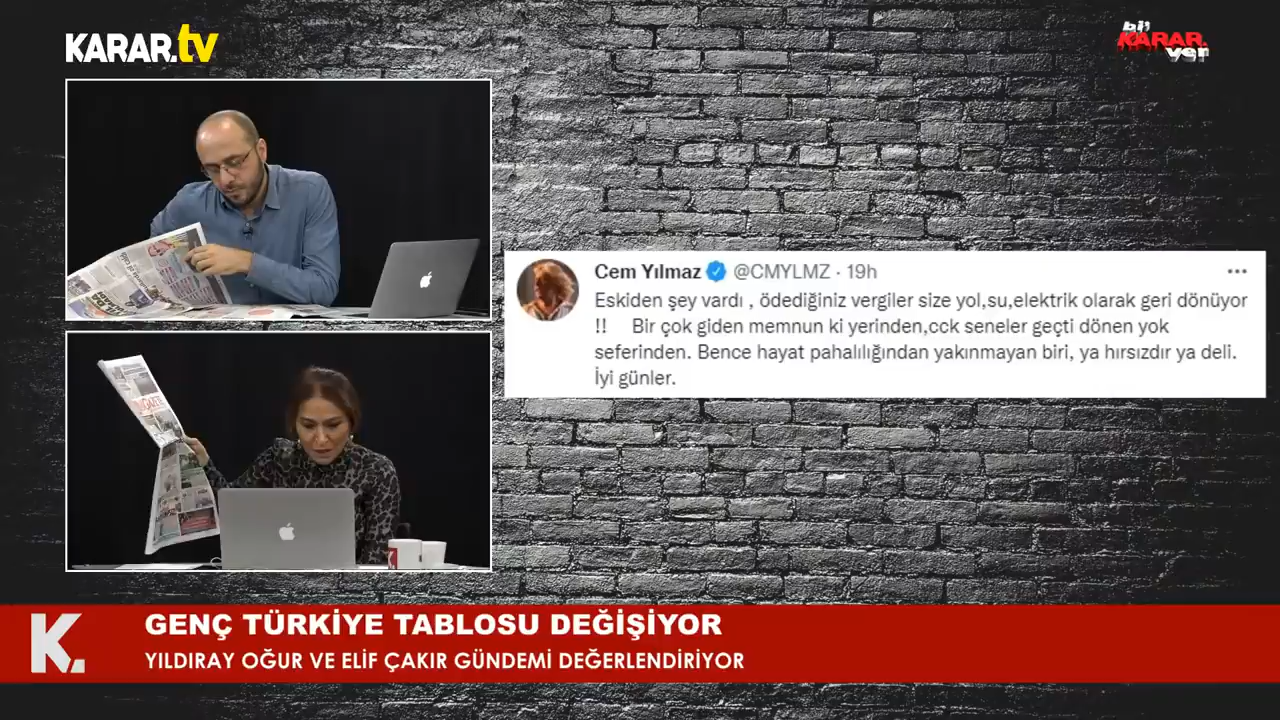 KARAR.tv
bi'
KARAR.
ver
Cem Yılmaz @CMYLMZ · 19h
Eskiden şey vardı , ödediğiniz vergiler size yol,su,elektrik olarak geri dönüyor
!! Bir çok giden memnun ki yerinden,cck seneler geçti dönen yok
seferinden. Bence hayat pahalılığından yakınmayan biri, ya hırsızdır ya deli.
İyi günler.
K.
GENÇ TÜRKİYE TABLOSU DEĞİŞİYOR
YILDIRAY OĞUR VE ELİF ÇAKIR GÜNDEMİ DEĞERLENDİRİYOR